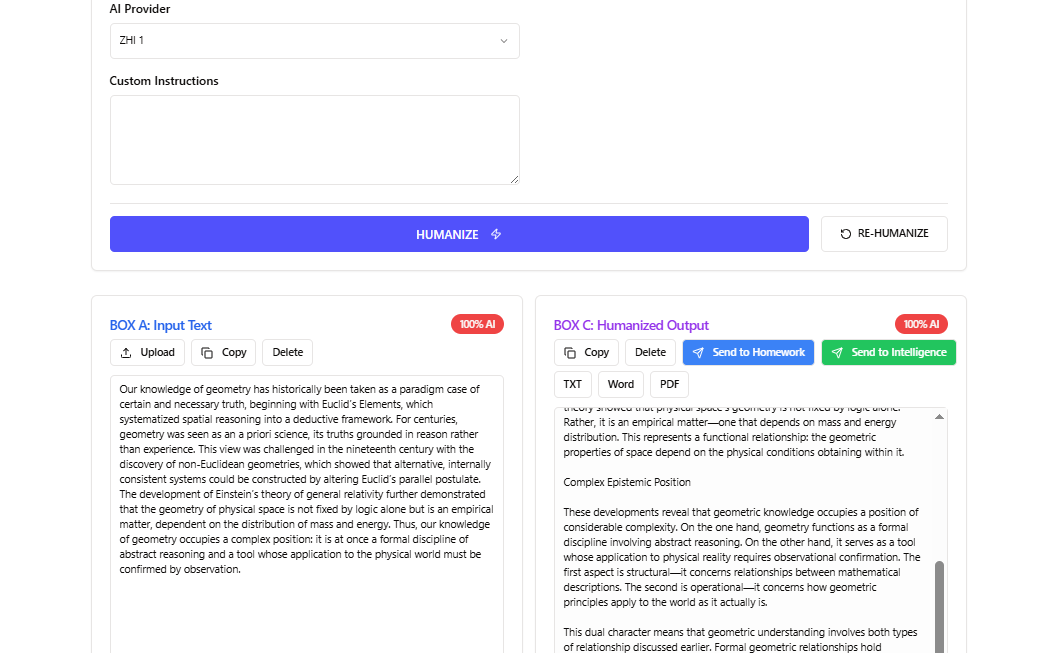 AI Provider
ZHI 1
Custom Instructions
HUMANIZE
RE-HUMANIZE
BOX A: Input Text
100% AI
Upload
Copy
Delete
Our knowledge of geometry has historically been taken as a paradigm case of
certain and necessary truth, beginning with Euclid's Elements, which
systematized spatial reasoning into a deductive framework. For centuries,
geometry was seen as an a priori science, its truths grounded in reason rather
than experience. This view was challenged in the nineteenth century with the
discovery of non-Euclidean geometries, which showed that alternative, internally
consistent systems could be constructed by altering Euclid's parallel postulate.
The development of Einstein's theory of general relativity further demonstrated
that the geometry of physical space is not fixed by logic alone but is an empirical
matter, dependent on the distribution of mass and energy. Thus, our knowledge
of geometry occupies a complex position: it is at once a formal discipline of
abstract reasoning and a tool whose application to the physical world must be
confirmed by observation.
BOX C: Humanized Output
100% AI
Copy
Delete
Send to Homework
Send to Intelligence
TXT
Word
PDF
theory showed that physical space's geometry is not fixed by logic alone.
Rather, it is an empirical matter—one that depends on mass and energy
distribution. This represents a functional relationship: the geometric
properties of space depend on the physical conditions obtaining within it.
Complex Epistemic Position
These developments reveal that geometric knowledge occupies a position of
considerable complexity. On the one hand, geometry functions as a formal
discipline involving abstract reasoning. On the other hand, it serves as a tool
whose application to physical reality requires observational confirmation. The
first aspect is structural—it concerns relationships between mathematical
descriptions. The second is operational—it concerns how geometric
principles apply to the world as it actually is.
This dual character means that geometric understanding involves both types
of relationship discussed earlier. Formal geometric relationships hold